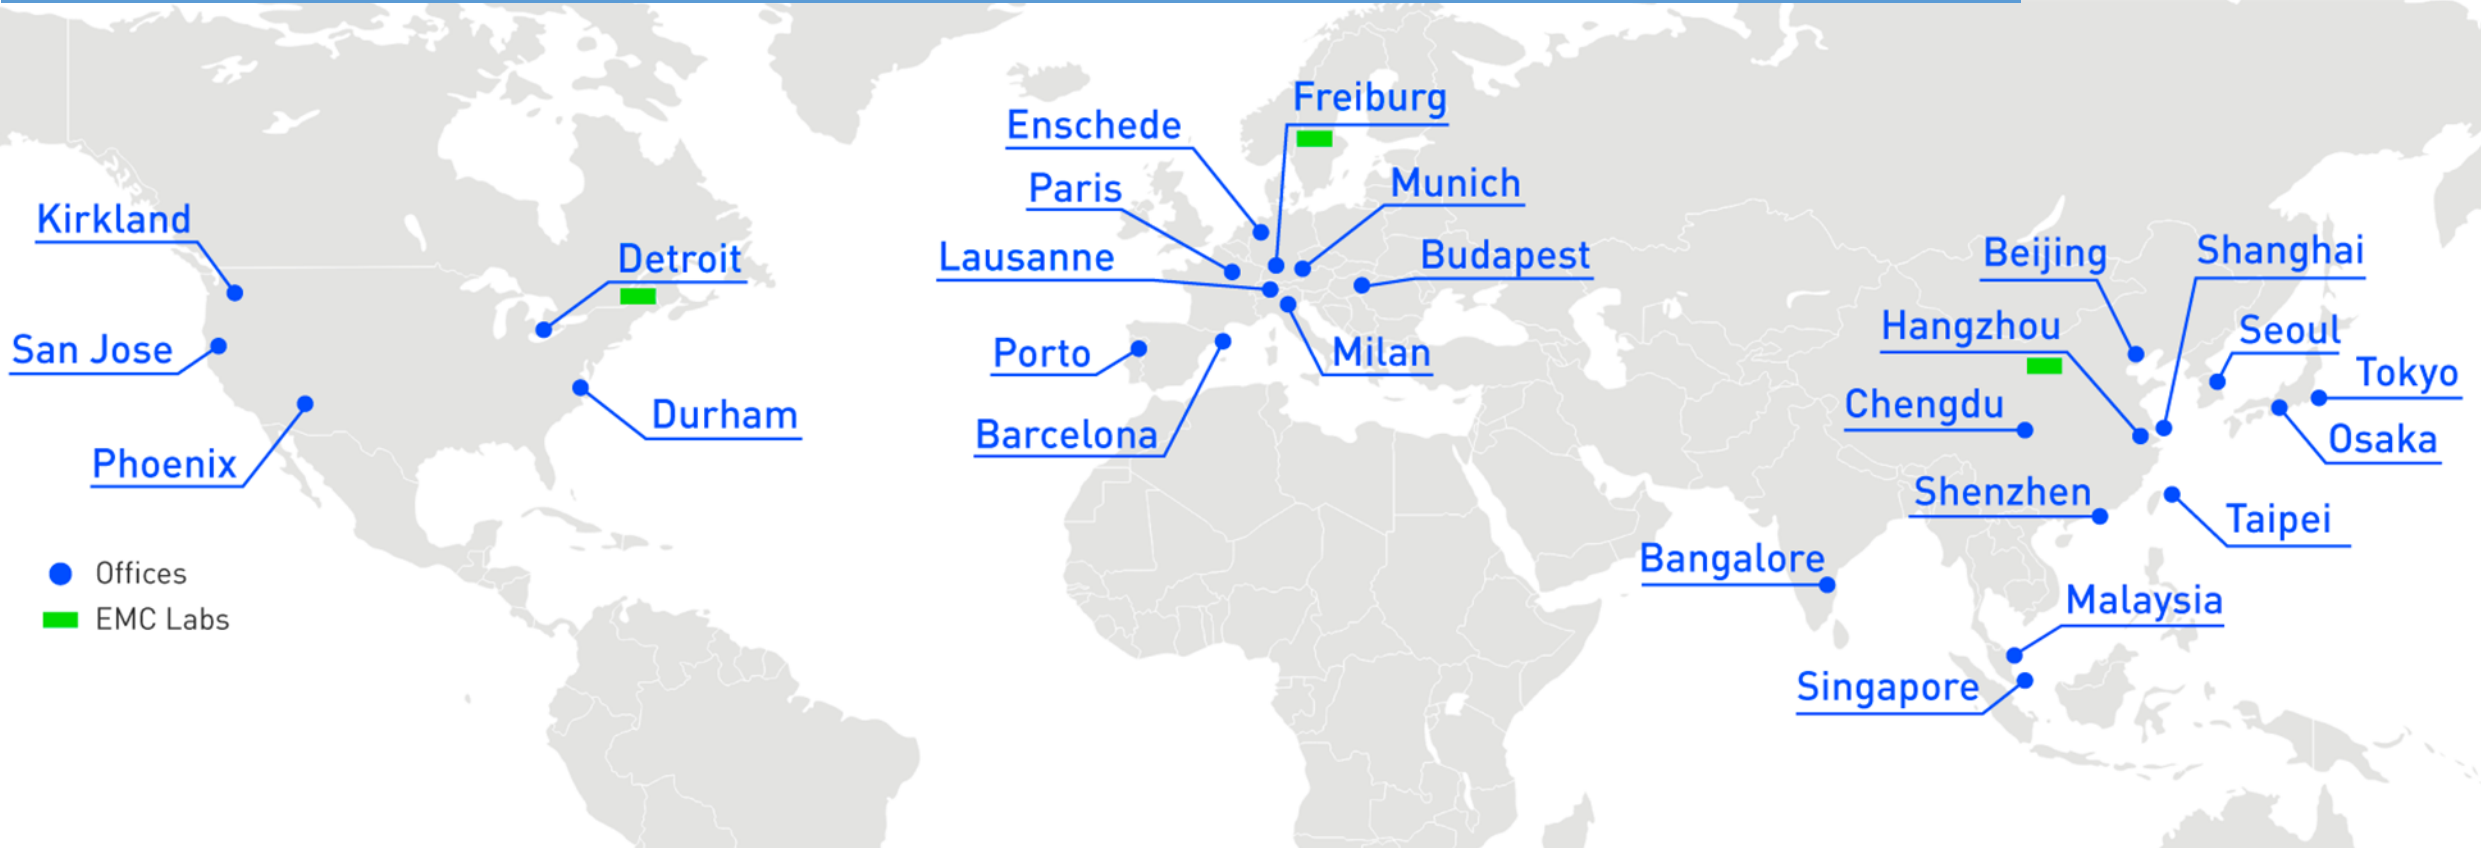 Kirkland
San Jose
Phoenix
Detroit
Durham
Offices
EMC Labs
Freiburg
Enschede
Paris
Munich
Lausanne
Budapest
Porto
Milan
Barcelona
Beijing
Shanghai
Hangzhou
Seoul
Tokyo
Chengdu
Osaka
Shenzhen
Taipei
Bangalore
Malaysia
Singapore